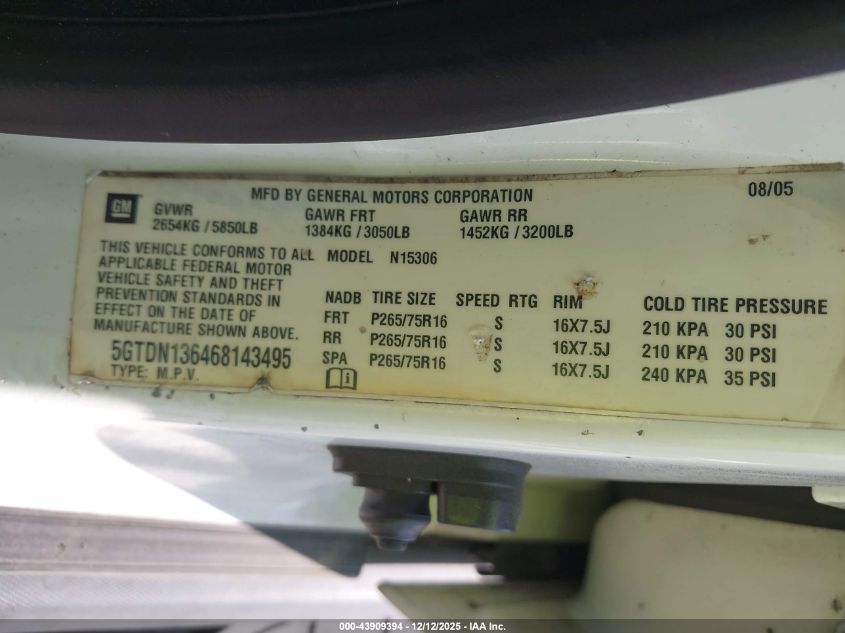 MFD BY GENERAL MOTORS CORPORATION 08/05
GM
GVWR GAWR FRT GAWR RR
2654KG / 5850LB 1384KG / 3050LB 1452KG / 3200LB
THIS VEHICLE CONFORMS TO ALL
APPLICABLE FEDERAL MOTOR
VEHICLE SAFETY AND THEFT
PREVENTION STANDARDS IN
EFFECT ON THE DATE OF
MANUFACTURE SHOWN ABOVE.
5GTDN136468143495
TYPE: M.P.V.
MODEL N15306
NADB TIRE SIZE SPEED RTG RIM COLD TIRE PRESSURE
FRT P265/75R16 S 16X7.5J 210 KPA 30 PSI
RR P265/75R16 S 16X7.5J 210 KPA 30 PSI
SPA P265/75R16 S 16X7.5J 240 KPA 35 PSI
000-43909394 - 12/12/2025 - IAA Inc.